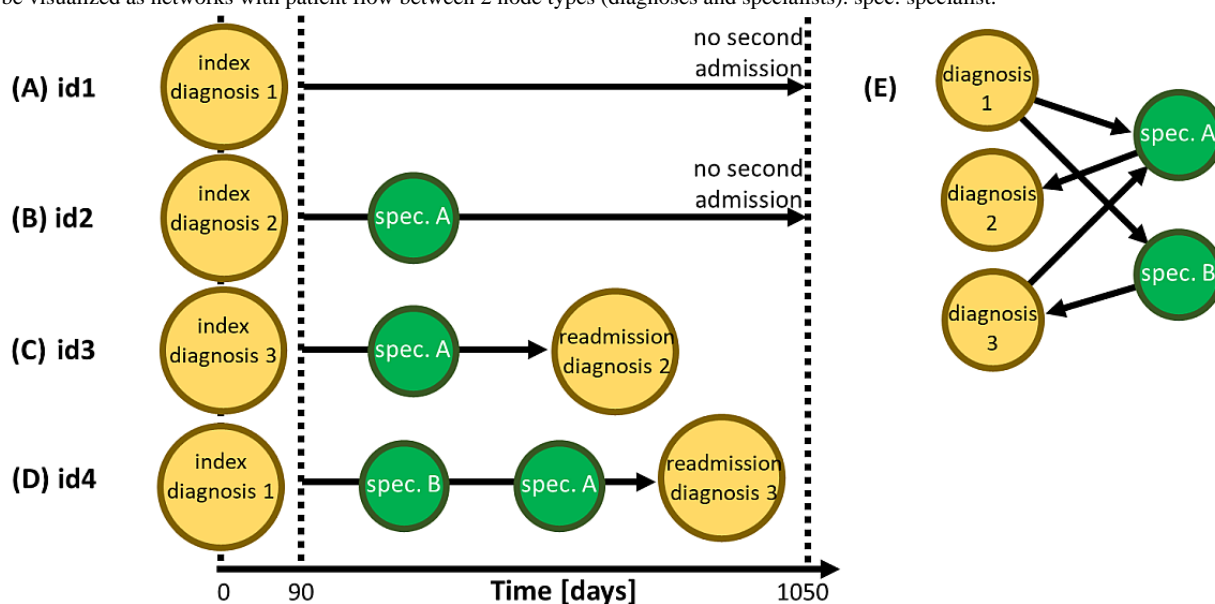 be visualized as networks with patient flow between 2 node types (diagnoses and specialists). spec: specialist.
(A) id1
index
diagnosis 1
no second
admission
(B) id2
index
diagnosis 2
spec. A
no second
admission
(C) id3
index
diagnosis 3
spec. A
readmission
diagnosis 2
(D) id4
index
diagnosis 1
spec. B
spec. A
readmission
diagnosis 3
0
90
Time [days]
1050
(E)
diagnosis
1
spec. A
diagnosis
2
spec. B
diagnosis
3